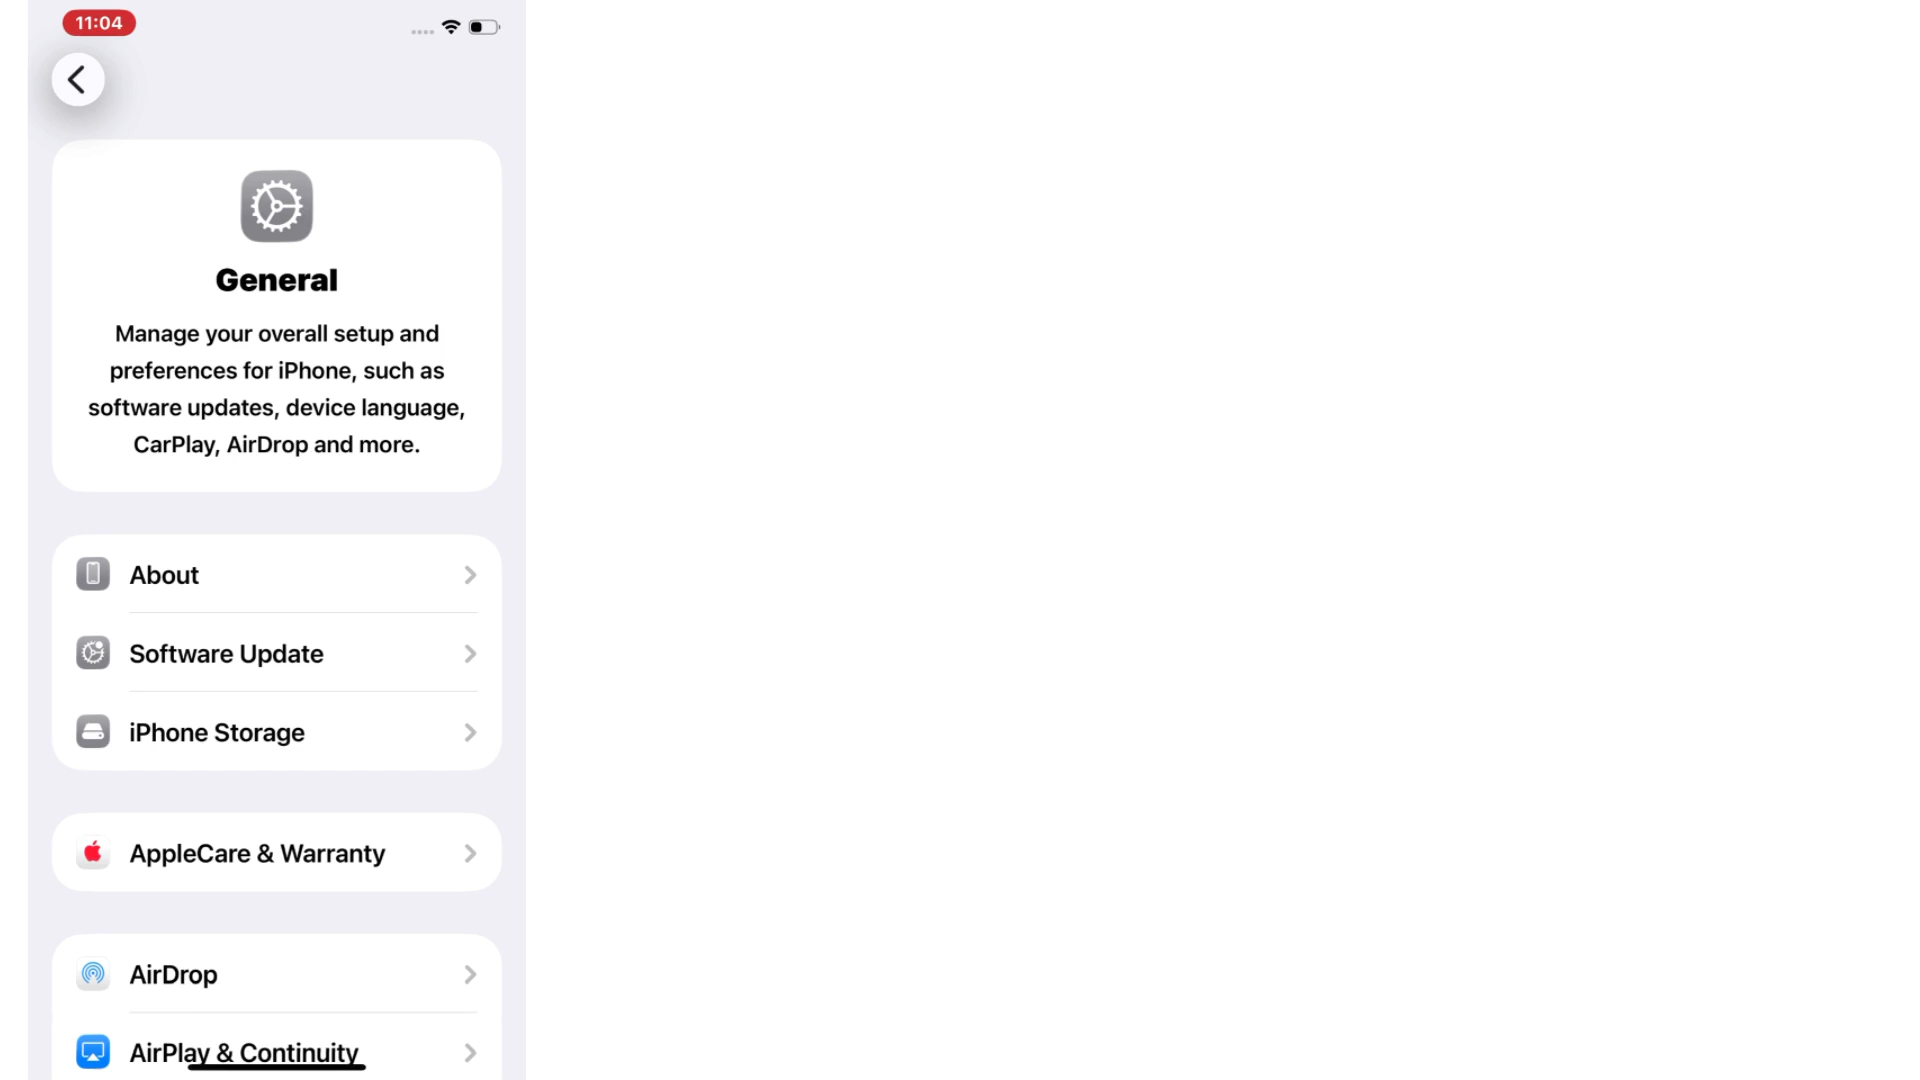 11:04
General
Manage your overall setup and
preferences for iPhone, such as
software updates, device language,
CarPlay, AirDrop and more.
About
Software Update
iPhone Storage
AppleCare & Warranty
AirDrop
AirPlay & Continuity